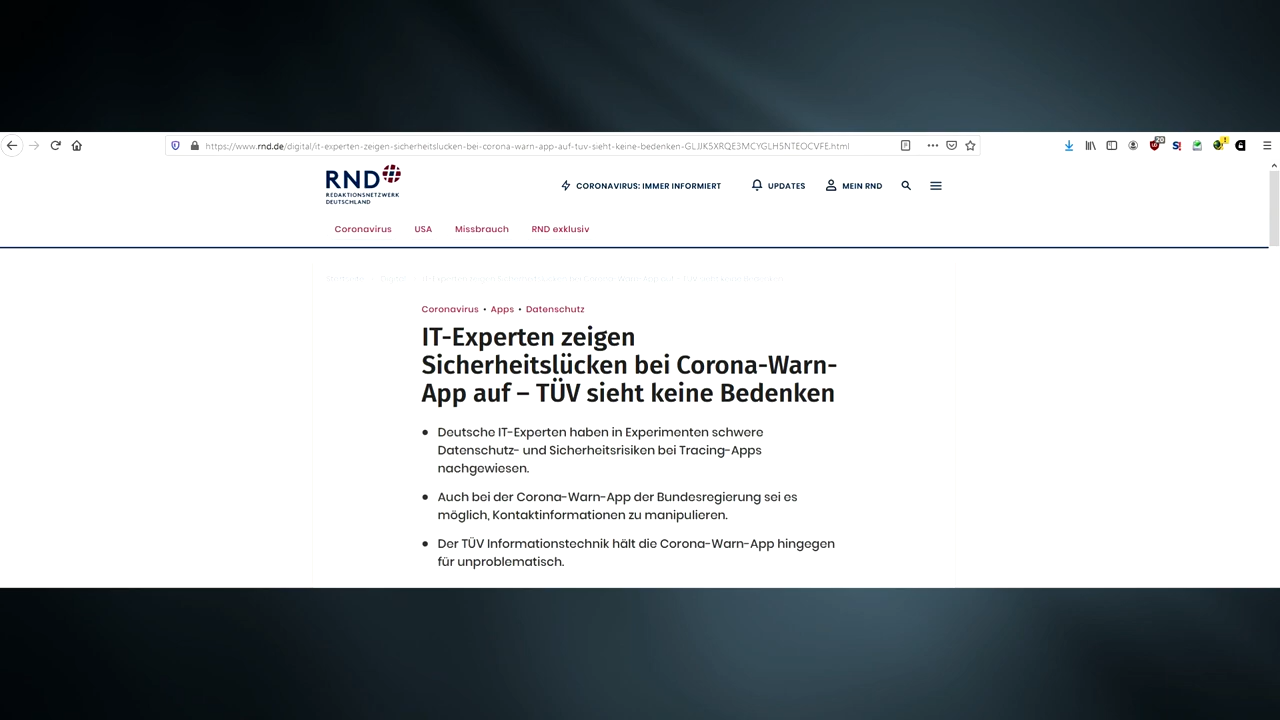 https://www.rnd.de/digital/it-experten-zeigen-sicherheitslucken-bei-corona-warn-app-auf-tuv-sieht-keine-bedenken-GLJJK5XRQE3MCYGLH5NTEOCVFE.html
RND
REDAKTIONSNETZWERK
DEUTSCHLAND
CORONAVIRUS: IMMER INFORMIERT
UPDATES
MEIN RND
Coronavirus
USA
Missbrauch
RND exklusiv
Coronavirus • Apps • Datenschutz
IT-Experten zeigen
Sicherheitslücken bei Corona-Warn-
App auf – TÜV sieht keine Bedenken
• Deutsche IT-Experten haben in Experimenten schwere
Datenschutz- und Sicherheitsrisiken bei Tracing-Apps
nachgewiesen.
• Auch bei der Corona-Warn-App der Bundesregierung sei es
möglich, Kontaktinformationen zu manipulieren.
• Der TÜV Informationstechnik hält die Corona-Warn-App hingegen
für unproblematisch.